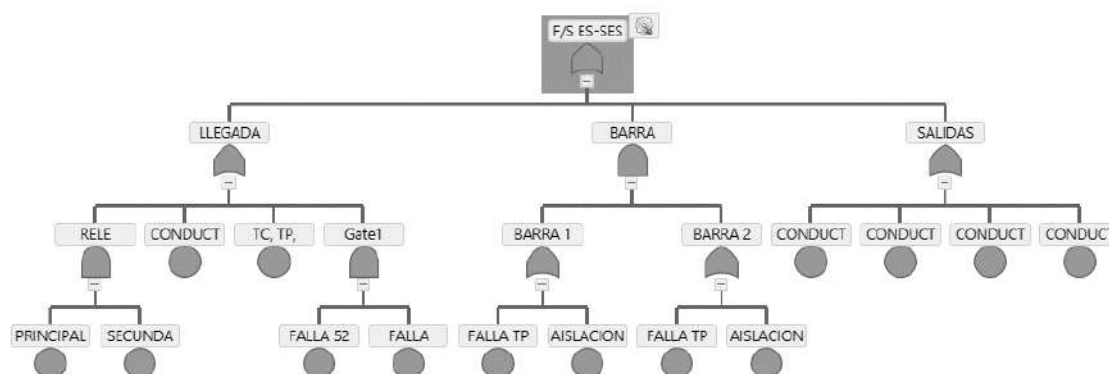 F/S ES-SES
LLEGADA
BARRA
SALIDAS
RELE
CONDUCT
TC, TP,
Gate1
BARRA 1
BARRA 2
CONDUCT
CONDUCT
CONDUCT
CONDUCT
PRINCIPAL
SECUNDA
FALLA 52
FALLA
FALLA TP
AISLACION
FALLA TP
AISLACION